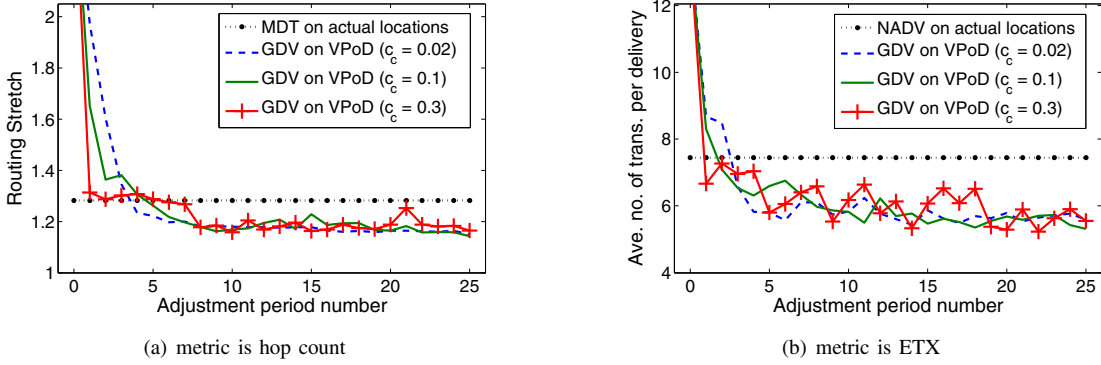 Routing Stretch
2
1.8
1.6
1.4
1.2
1
0 5 10 15 20 25
Adjustment period number
MDT on actual locations
GDV on VPoD (c_c = 0.02)
GDV on VPoD (c_c = 0.1)
GDV on VPoD (c_c = 0.3)
(a) metric is hop count
Ave. no. of trans. per delivery
12
10
8
6
4
0 5 10 15 20 25
Adjustment period number
NADV on actual locations
GDV on VPoD (c_c = 0.02)
GDV on VPoD (c_c = 0.1)
GDV on VPoD (c_c = 0.3)
(b) metric is ETX